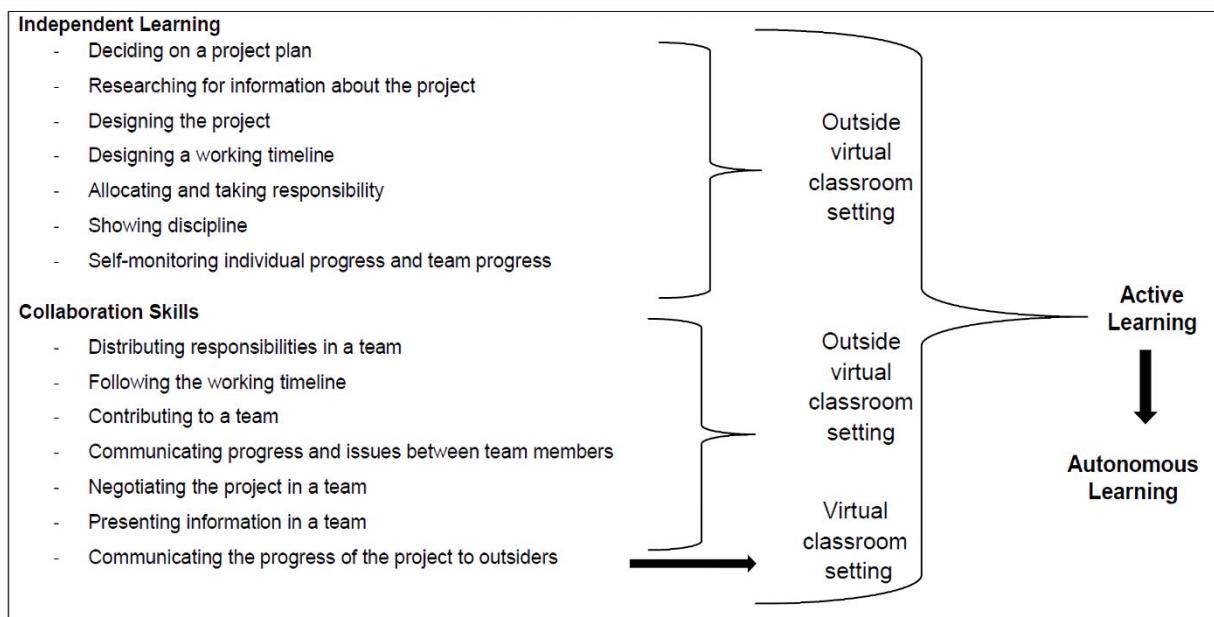 Independent Learning
- Deciding on a project plan
- Researching for information about the project
- Designing the project
- Designing a working timeline
- Allocating and taking responsibility
- Showing discipline
- Self-monitoring individual progress and team progress
Outside
virtual
classroom
setting
Collaboration Skills
- Distributing responsibilities in a team
- Following the working timeline
- Contributing to a team
- Communicating progress and issues between team members
- Negotiating the project in a team
- Presenting information in a team
- Communicating the progress of the project to outsiders
Outside
virtual
classroom
setting
Virtual
classroom
setting
Active
Learning
Autonomous
Learning